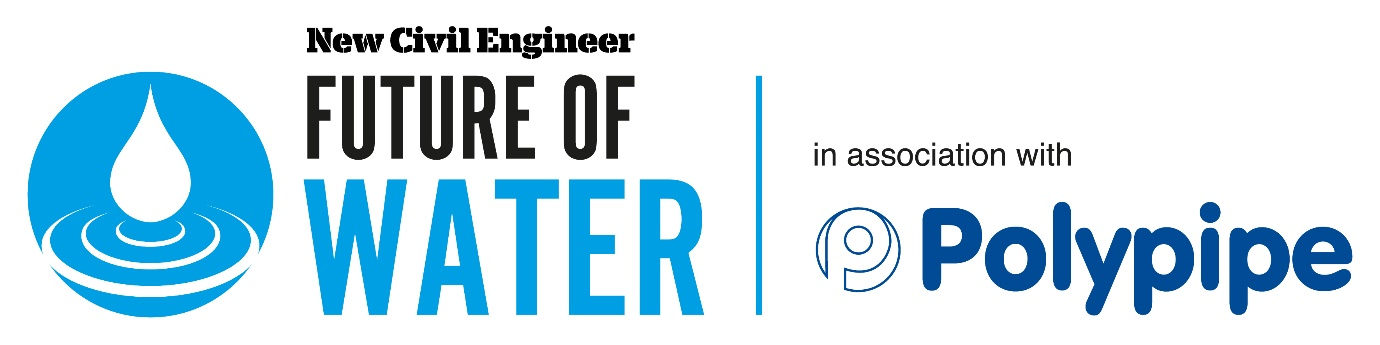 New Civil Engineer
FUTURE OF
WATER
in association with
Polypipe